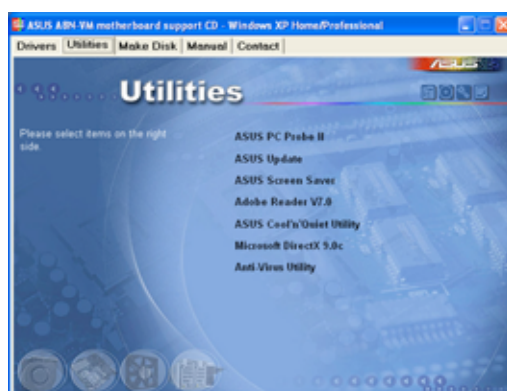 ASUS A8N-VM motherboard support CD - Windows XP Home/Professional
Drivers Utilities Make Disk Manual Contact
ASUS
Utilities
Please select items on the right
side.
ASUS PC Probe II
ASUS Update
ASUS Screen Saver
Adobe Reader V7.0
ASUS Cool'n'Quiet Utility
Microsoft DirectX 9.0c
Anti-Virus Utility